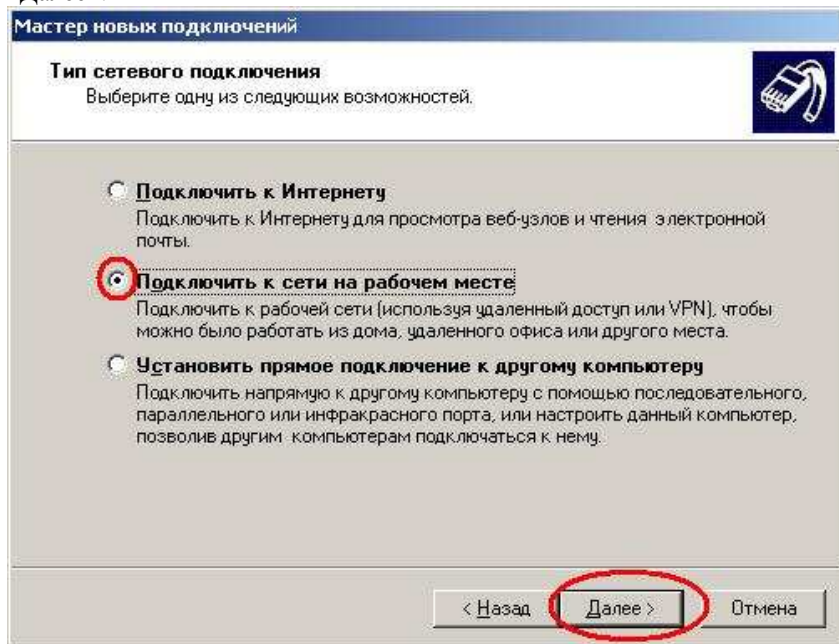 Мастер новых подключений
Тип сетевого подключения
Выберите одну из следующих возможностей.
Подключить к Интернету
Подключить к Интернету для просмотра веб-узлов и чтения электронной
почты.
Подключить к сети на рабочем месте
Подключить к рабочей сети (используя удаленный доступ или VPN), чтобы
можно было работать из дома, удаленного офиса или другого места.
Установить прямое подключение к другому компьютеру
Подключить напрямую к другому компьютеру с помощью последовательного,
параллельного или инфракрасного порта, или настроить данный компьютер,
позволив другим компьютерам подключаться к нему.
< Назад Далее > Отмена